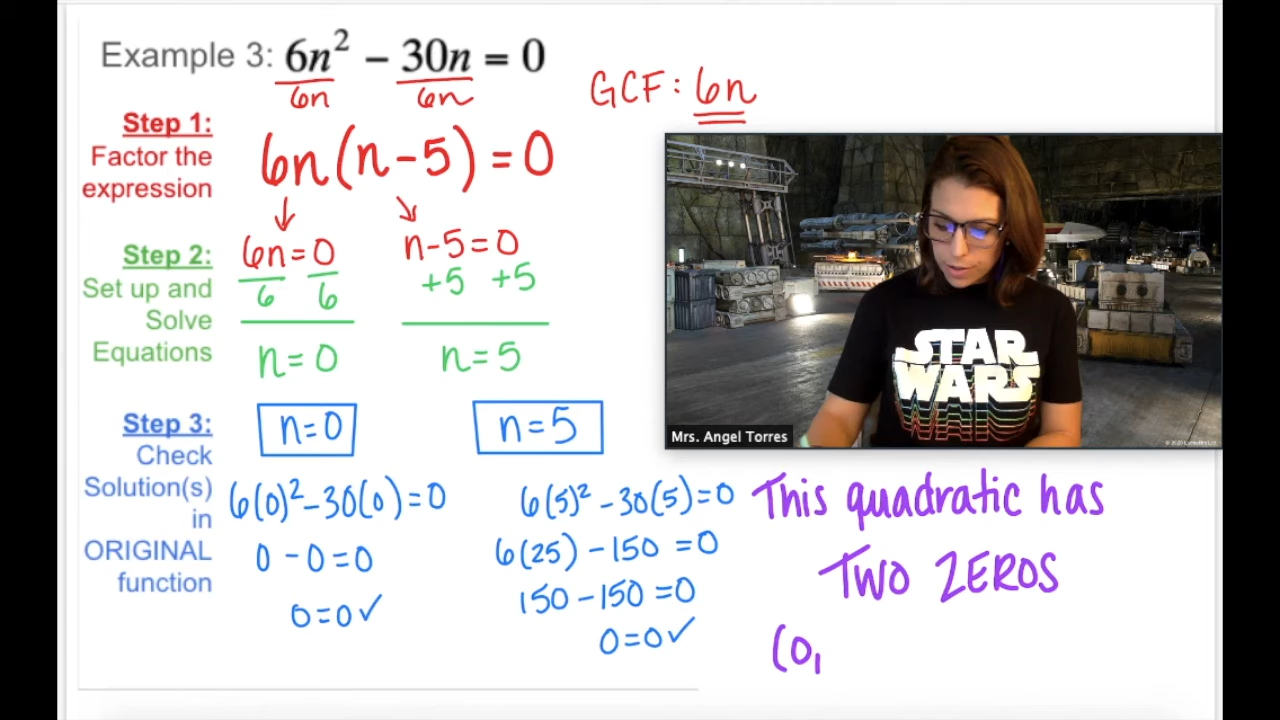 Example 3: 6n² − 30n = 0
6n 6n
GCF: 6n
Step 1:
Factor the
expression
6n(n-5)=0
Step 2:
Set up and
Solve
Equations
6n=0
6 6
n=0
n-5=0
+5 +5
n=5
Step 3:
Check
Solution(s)
in
ORIGINAL
function
n=0
6(0)²-30(0)=0
0-0=0
0=0✓
n=5
6(5)²-30(5)=0
6(25)-150=0
150-150=0
0=0✓
STAR
WARS
Mrs. Angel Torres
This quadratic has
TWO ZEROS
(0,